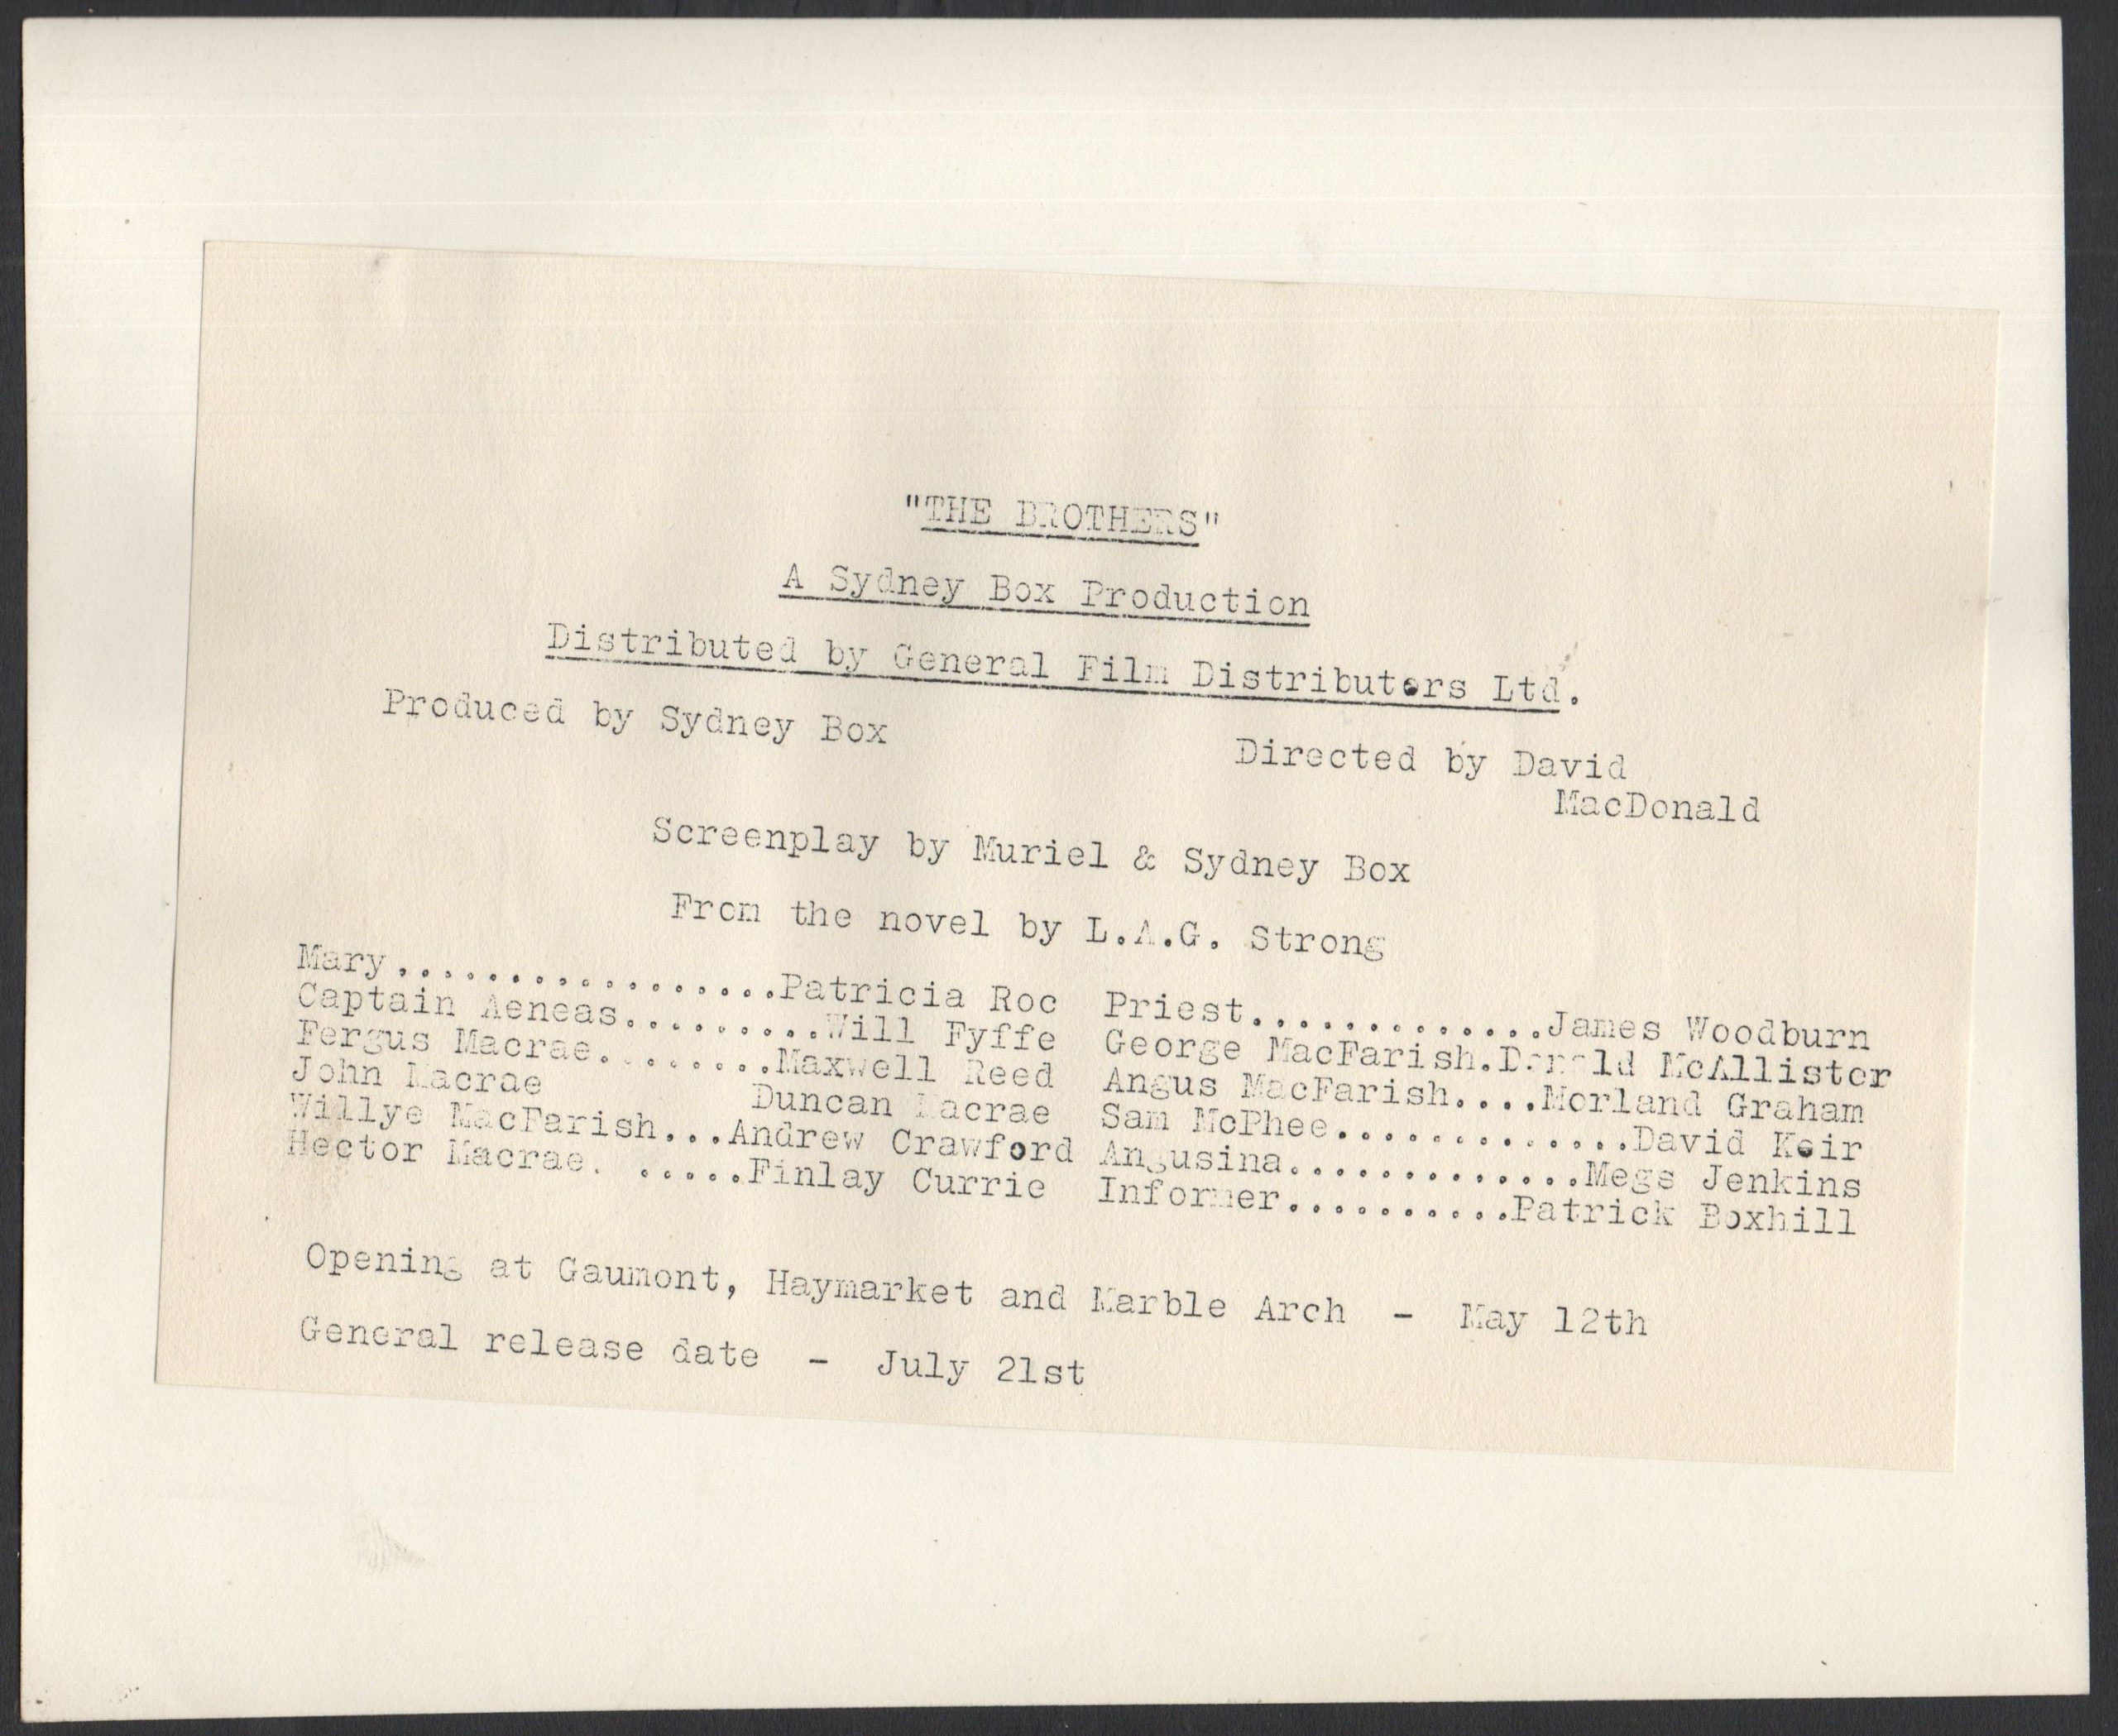 "THE BROTHERS"
A Sydney Box Production
Distributed by General Film Distributors Ltd.
Produced by Sydney Box
Directed by David
MacDonald
Screenplay by Muriel & Sydney Box
From the novel by L.A.G. Strong
Mary.................Patricia Roc
Captain Aeneas.........Will Fyffe
Fergus Macrae........Maxwell Reed
John Macrae Duncan Macrae
Willye MacFarish...Andrew Crawford
Hector Macrae. .....Finlay Currie
Priest.............James Woodburn
George MacFarish.Donald McAllister
Angus MacFarish....Morland Graham
Sam McPhee.............David Keir
Angusina.............Megs Jenkins
Informer..........Patrick Boxhill
Opening at Gaumont, Haymarket and Marble Arch - May 12th
General release date - July 21st